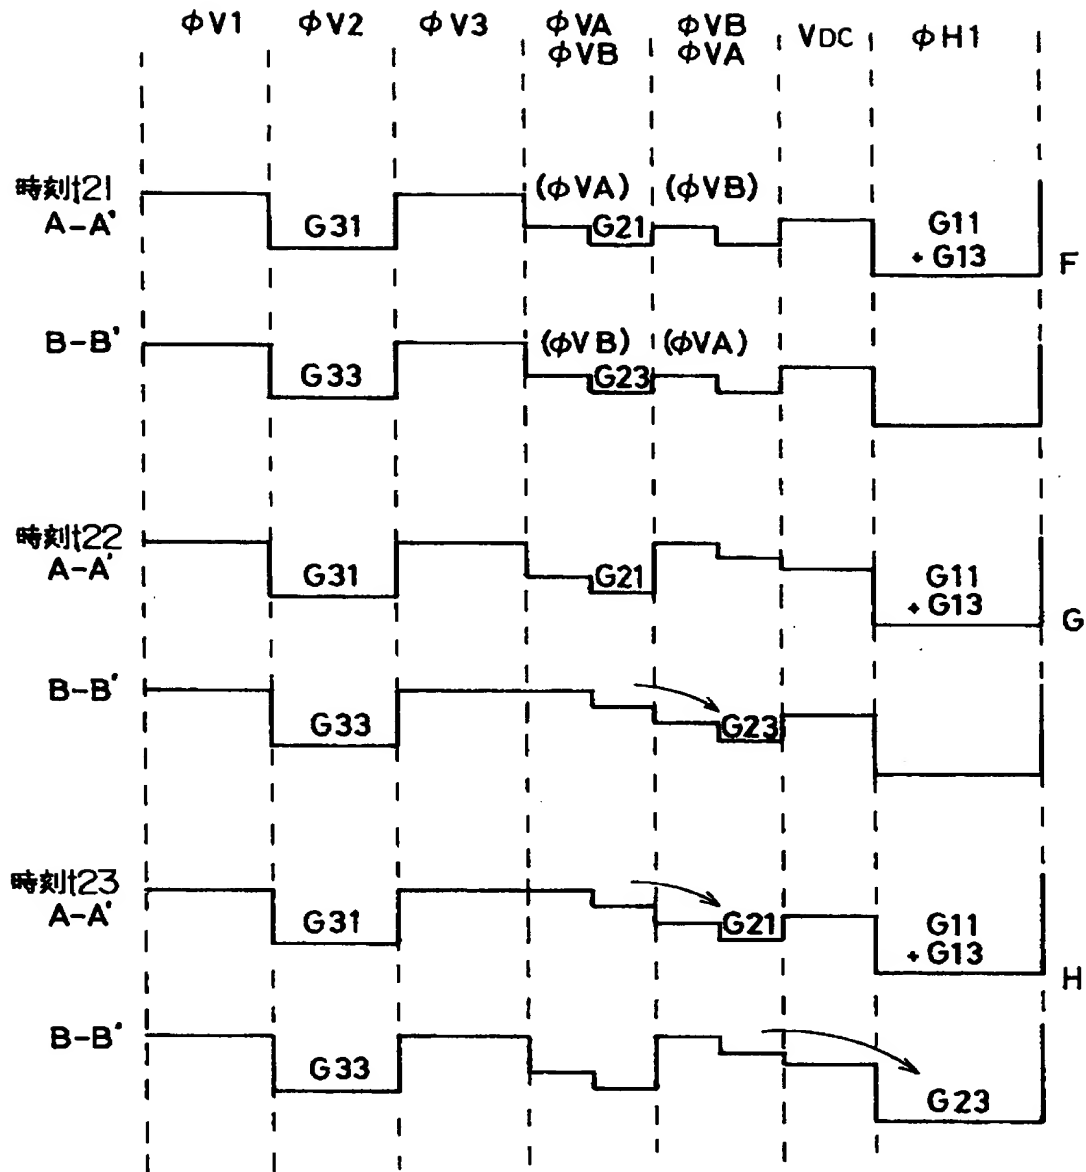 φV1 φV2 φV3 φVA φVB VDC φH1
φVB φVA
時刻t21 (φVA) (φVB)
A-A' G31 G21 G11
+G13 F
B-B' (φVB) (φVA)
G33 G23
時刻t22
A-A' G31 G21 G11
+G13 G
B-B'
G33 G23
時刻t23
A-A' G31 G21 G11
+G13 H
B-B'
G33 G23